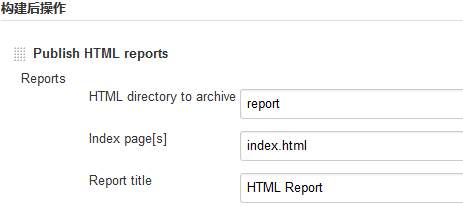 构建后操作
Publish HTML reports
Reports
HTML directory to archive
report
Index page[s]
index.html
Report title
HTML Report